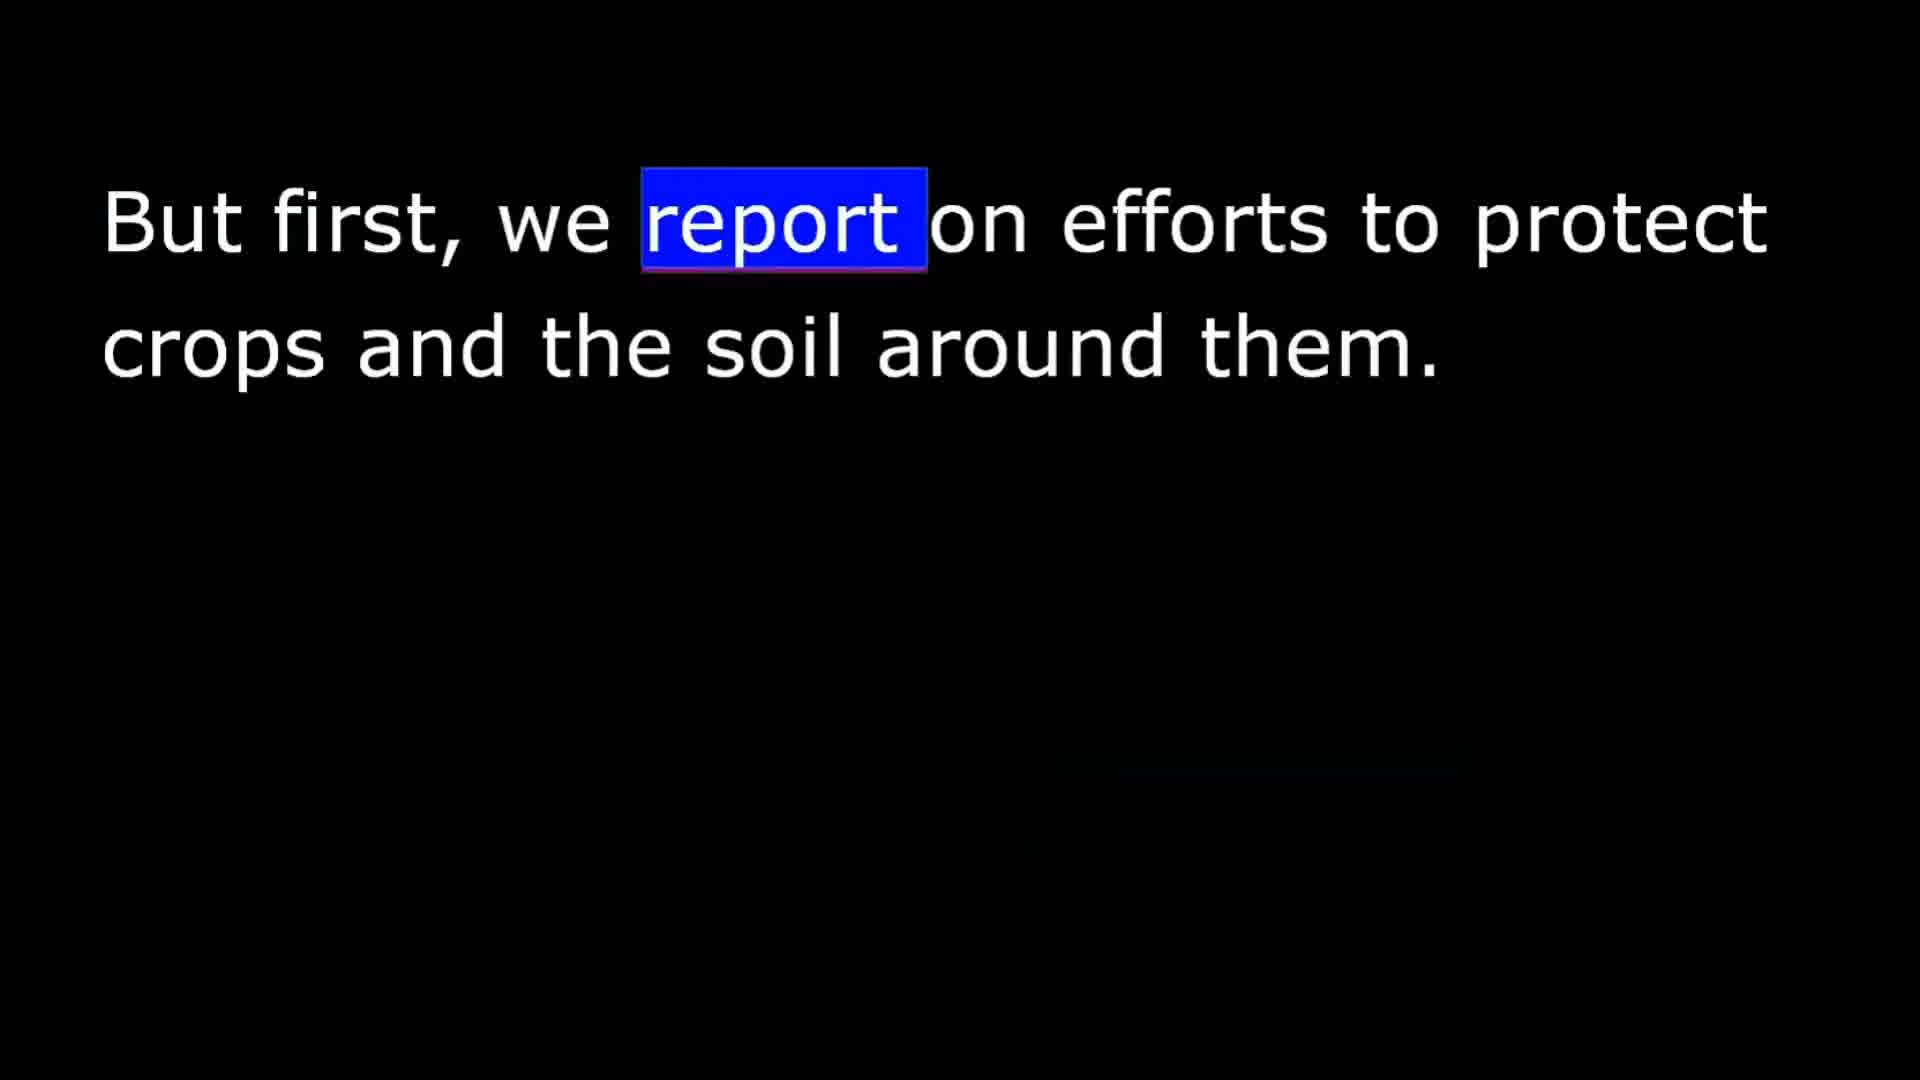 But first, we report on efforts to protect
crops and the soil around them.